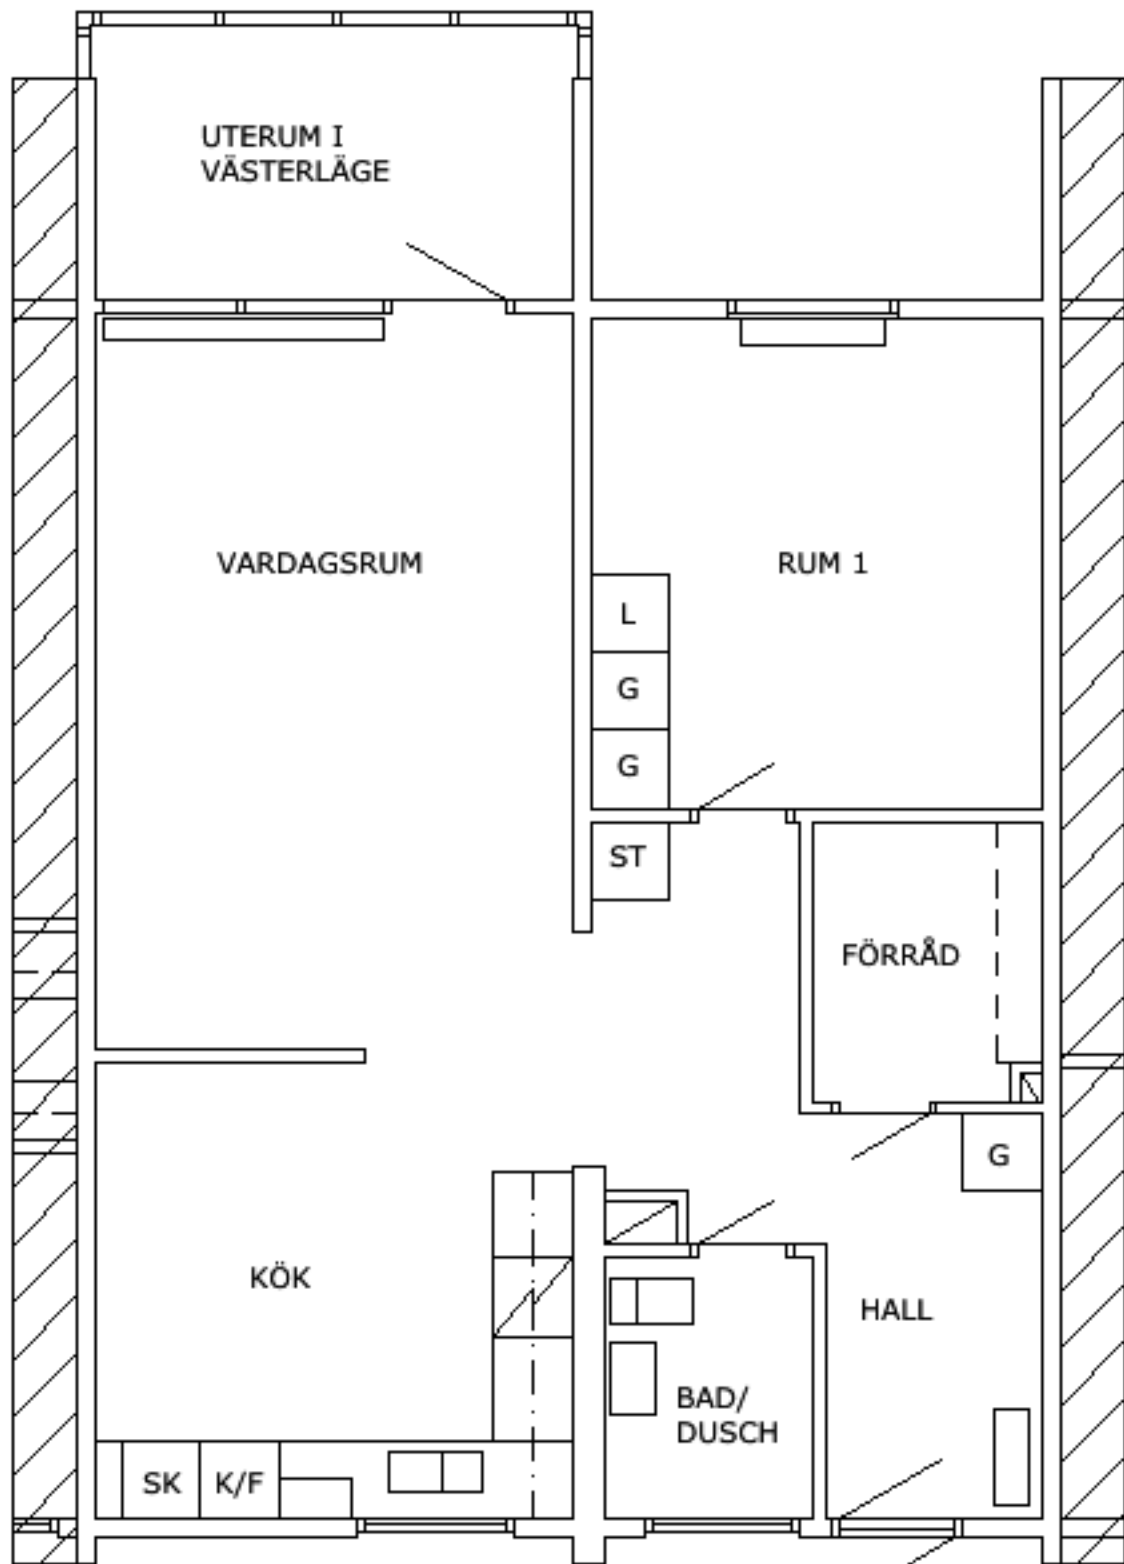 UTERUM I
VÄSTERLÄGE
VARDAGSRUM
RUM 1
L
G
G
ST
FÖRRÅD
G
KÖK
HALL
BAD/
DUSCH
SK
K/F